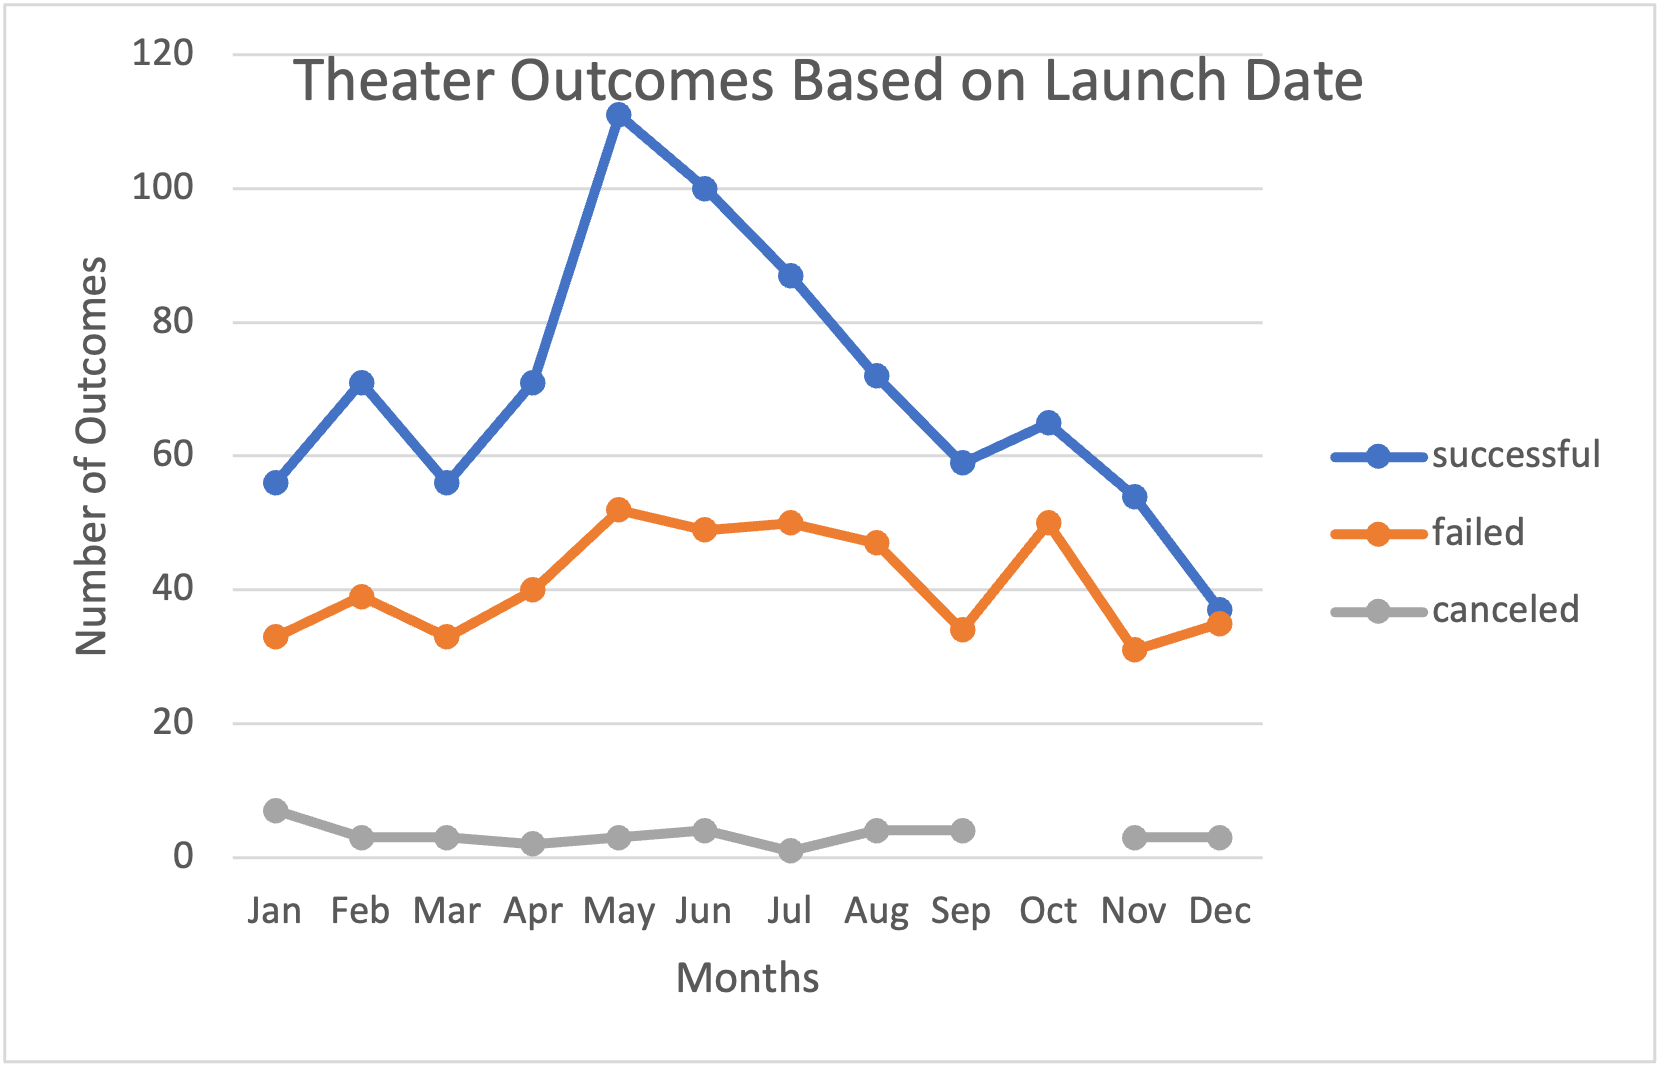 Theater Outcomes Based on Launch Date
120
100
80
60
40
20
0
Number of Outcomes
Jan Feb Mar Apr May Jun Jul Aug Sep Oct Nov Dec
Months
successful
failed
canceled